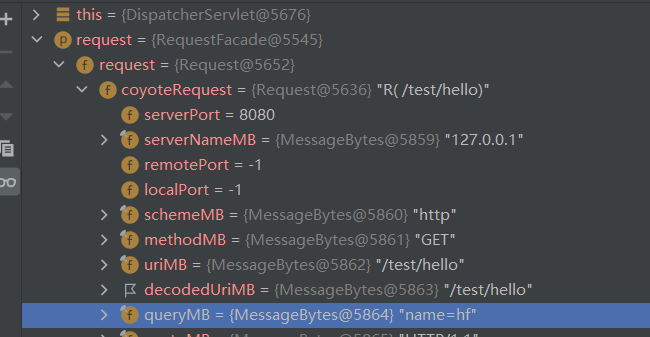 this = {DispatcherServlet@5676}
request = {RequestFacade@5545}
request = {Request@5652}
coyoteRequest = {Request@5636} "R( /test/hello)"
serverPort = 8080
serverNameMB = {MessageBytes@5859} "127.0.0.1"
remotePort = -1
localPort = -1
schemeMB = {MessageBytes@5860} "http"
methodMB = {MessageBytes@5861} "GET"
uriMB = {MessageBytes@5862} "/test/hello"
decodedUriMB = {MessageBytes@5863} "/test/hello"
queryMB = {MessageBytes@5864} "name=hf"